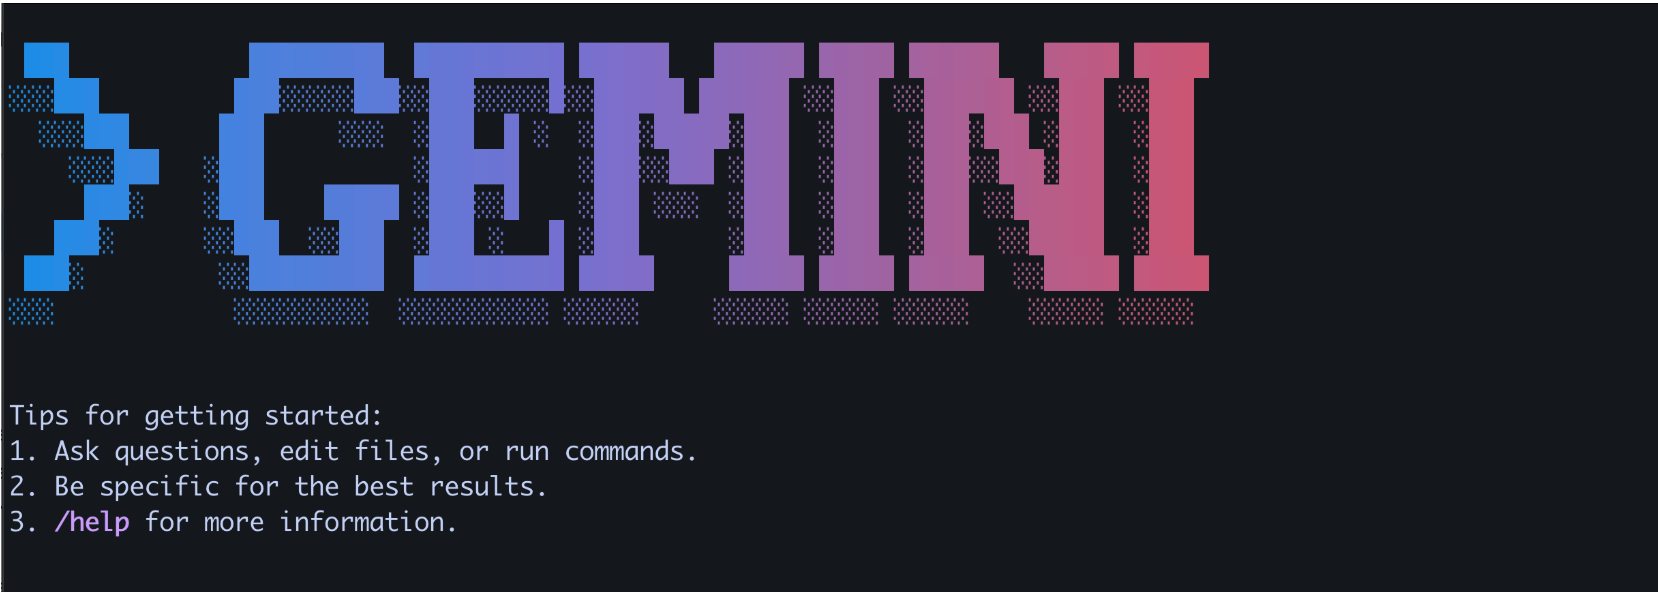 > GEMINI
Tips for getting started:
1. Ask questions, edit files, or run commands.
2. Be specific for the best results.
3. /help for more information.